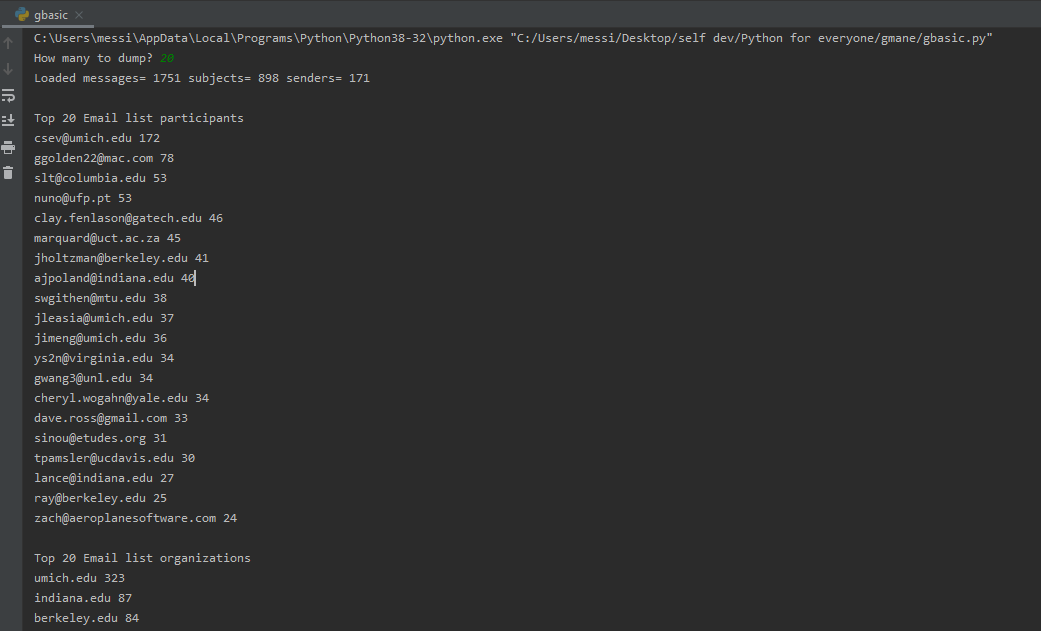 gbasic
C:\Users\messi\AppData\Local\Programs\Python\Python38-32\python.exe "C:/Users/messi/Desktop/self dev/Python for everyone/gmane/gbasic.py"
How many to dump? 20
Loaded messages= 1751 subjects= 898 senders= 171
Top 20 Email list participants
csev@umich.edu 172
ggolden22@mac.com 78
slt@columbia.edu 53
nuno@ufp.pt 53
clay.fenlason@gatech.edu 46
marquard@uct.ac.za 45
jholtzman@berkeley.edu 41
ajpoland@indiana.edu 40
swgithen@mtu.edu 38
jleasia@umich.edu 37
jimeng@umich.edu 36
ys2n@virginia.edu 34
gwang3@unl.edu 34
cheryl.wogahn@yale.edu 34
dave.ross@gmail.com 33
sinou@etudes.org 31
tpamsler@ucdavis.edu 30
lance@indiana.edu 27
ray@berkeley.edu 25
zach@aeroplanesoftware.com 24
Top 20 Email list organizations
umich.edu 323
indiana.edu 87
berkeley.edu 84